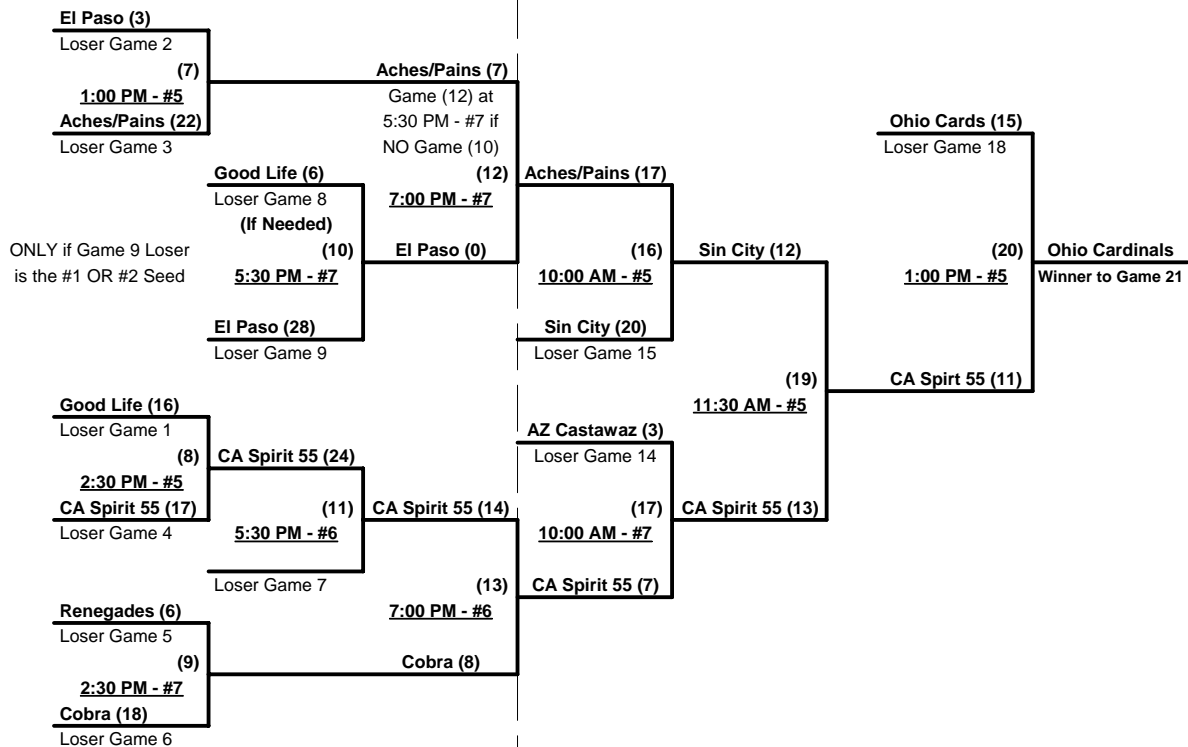 El Paso (3)
Loser Game 2
(7)
1:00 PM - #5
Aches/Pains (22)
Loser Game 3
Aches/Pains (7)
Game (12) at
5:30 PM - #7 if
NO Game (10)
(12)
7:00 PM - #7
Good Life (6)
Loser Game 8
(If Needed)
(10)
5:30 PM - #7
ONLY if Game 9 Loser
is the #1 OR #2 Seed
El Paso (0)
El Paso (28)
Loser Game 9
Aches/Pains (17)
(16)
10:00 AM - #5
Sin City (20)
Loser Game 15
Sin City (12)
Ohio Cards (15)
Loser Game 18
(20)
1:00 PM - #5
Ohio Cardinals
Winner to Game 21
(19)
11:30 AM - #5
CA Spirt 55 (11)
Good Life (16)
Loser Game 1
(8)
2:30 PM - #5
CA Spirit 55 (17)
Loser Game 4
CA Spirit 55 (24)
(11)
5:30 PM - #6
Loser Game 7
CA Spirit 55 (14)
(13)
7:00 PM - #6
AZ Castawaz (3)
Loser Game 14
(17)
10:00 AM - #7
CA Spirit 55 (13)
CA Spirit 55 (7)
Renegades (6)
Loser Game 5
(9)
2:30 PM - #7
Cobra (18)
Loser Game 6
Cobra (8)